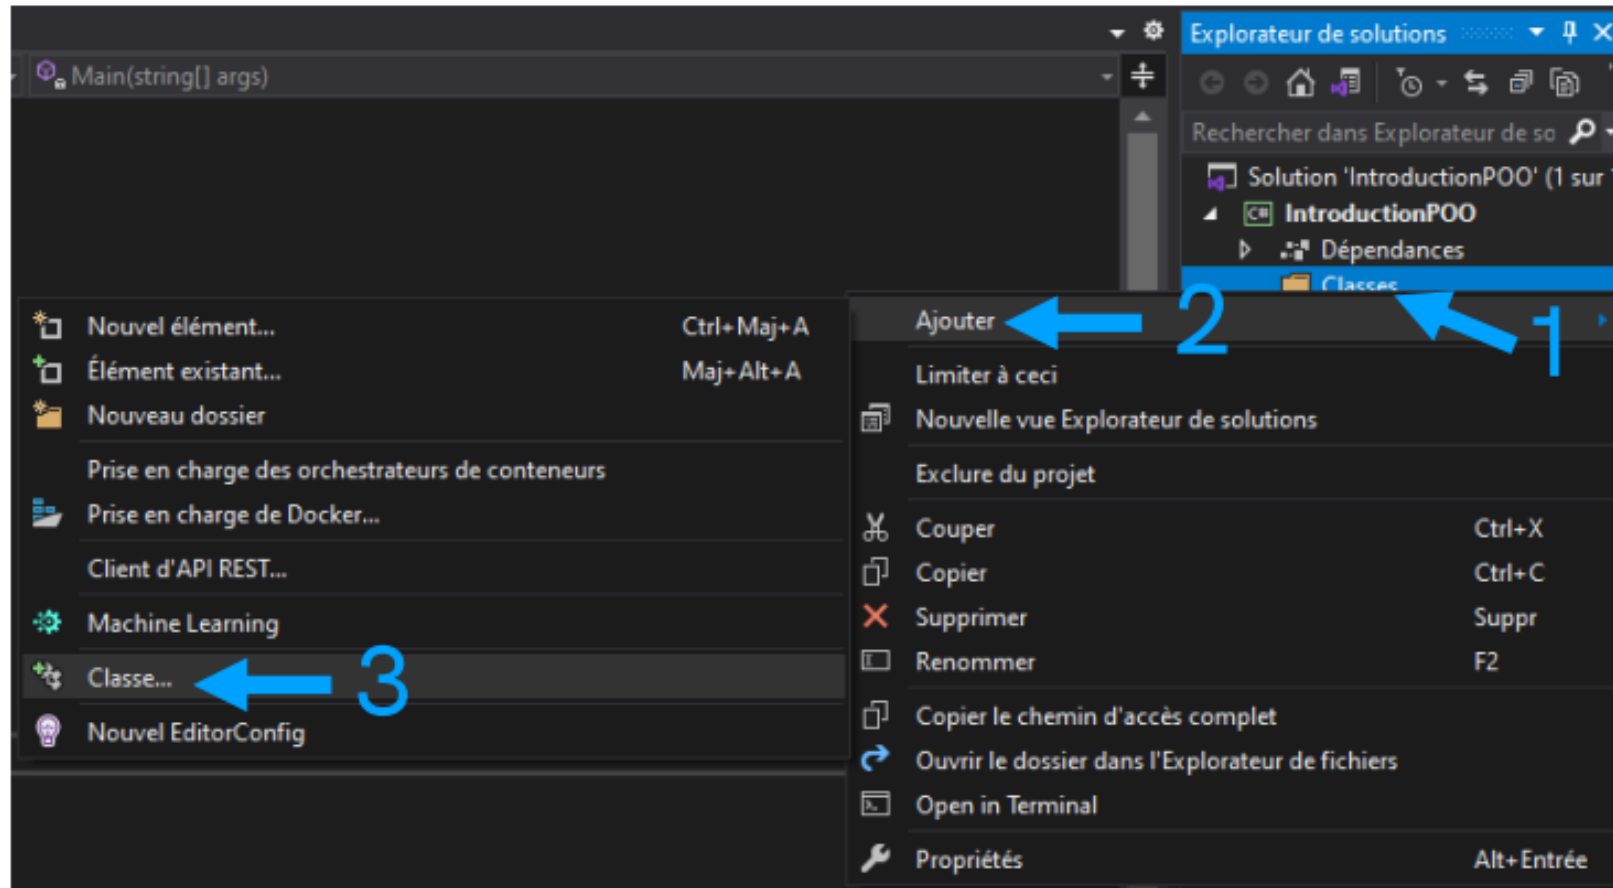 Explorateur de solutions
Main(string[] args)
Rechercher dans Explorateur de so
Solution 'IntroductionPOO' (1 sur
C# IntroductionPOO
Dépendances
Classes
1
Ajouter
2
Limiter à ceci
Nouvelle vue Explorateur de solutions
Exclure du projet
Couper Ctrl+X
Copier Ctrl+C
Supprimer Suppr
Renommer F2
Copier le chemin d'accès complet
Ouvrir le dossier dans l'Explorateur de fichiers
Open in Terminal
Propriétés Alt+Entrée
Nouvel élément... Ctrl+Maj+A
Élément existant... Maj+Alt+A
Nouveau dossier
Prise en charge des orchestrateurs de conteneurs
Prise en charge de Docker...
Client d'API REST...
Machine Learning
Classe...
3
Nouvel EditorConfig